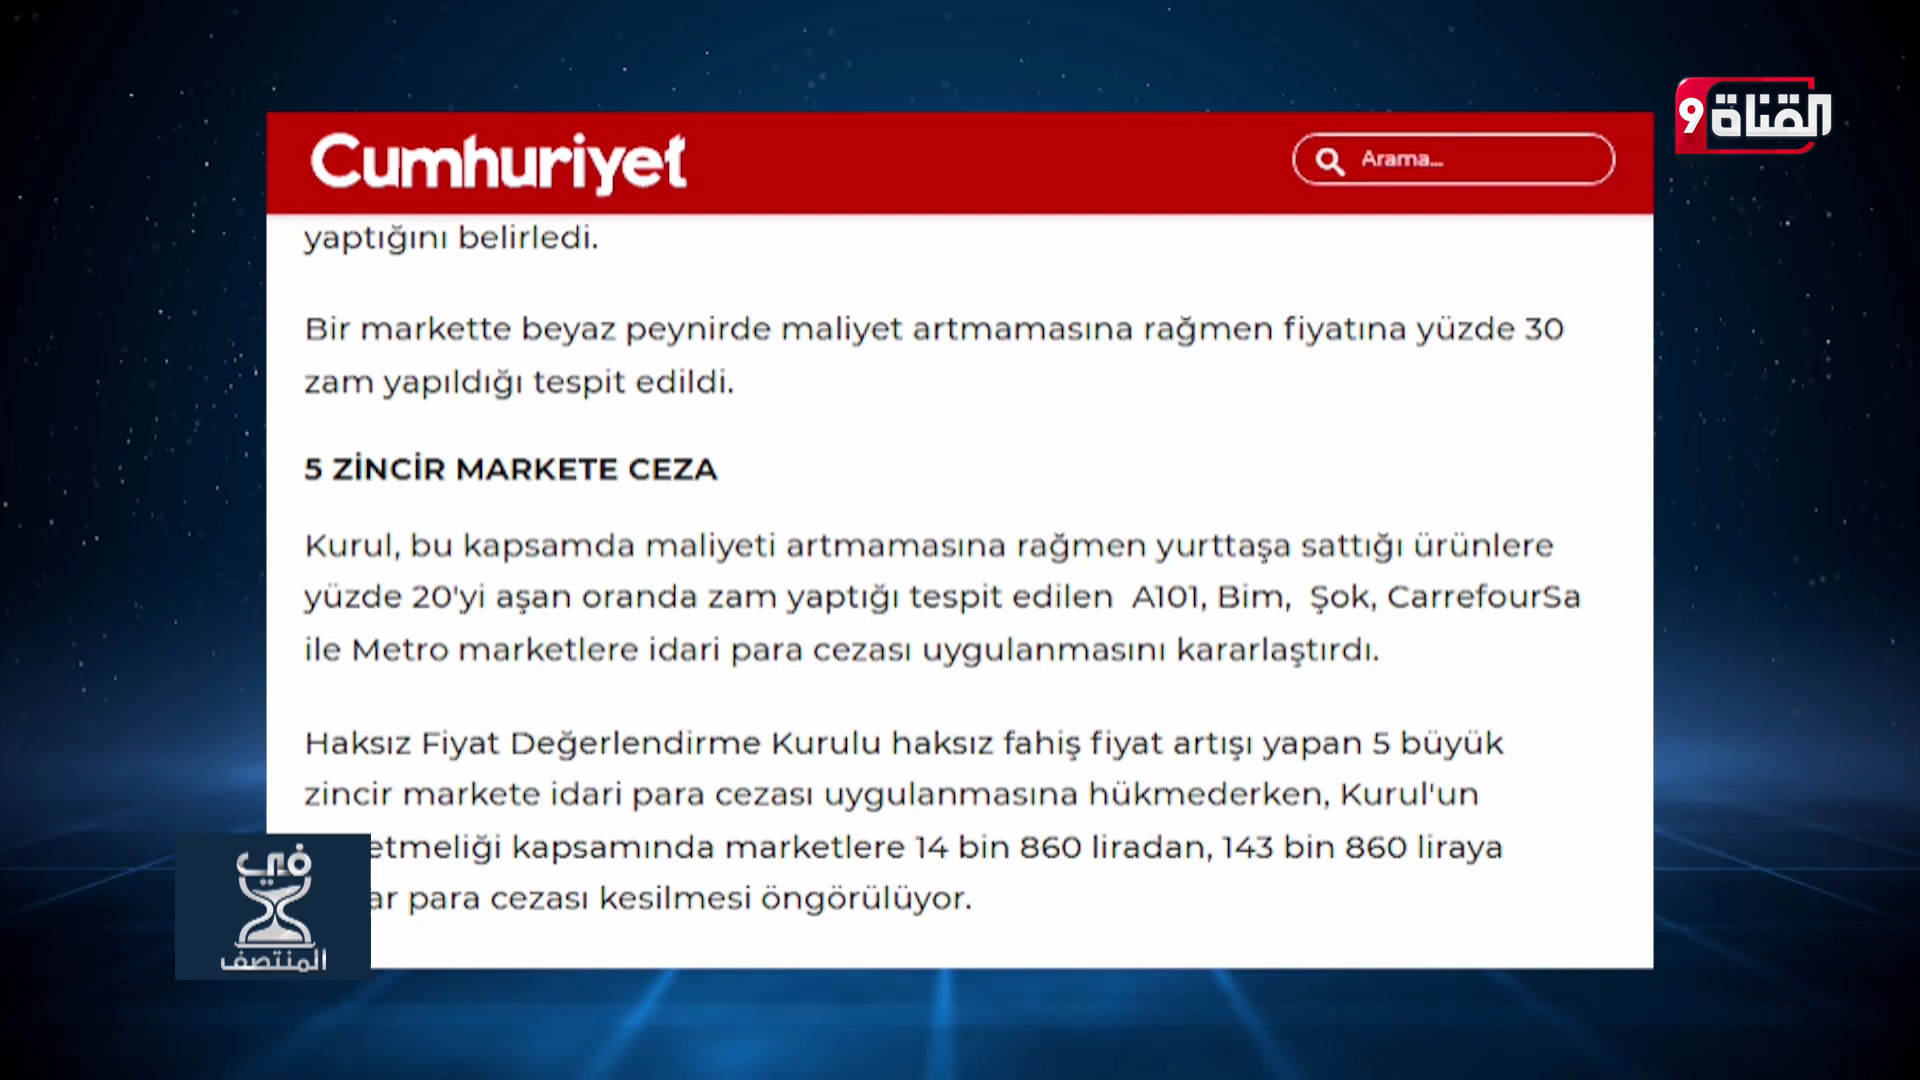 القناة 9
Cumhuriyet
Arama...
yaptığını belirledi.
Bir markette beyaz peynirde maliyet artmamasına rağmen fiyatına yüzde 30
zam yapıldığı tespit edildi.
5 ZİNCİR MARKETE CEZA
Kurul, bu kapsamda maliyeti artmamasına rağmen yurttaşa sattığı ürünlere
yüzde 20'yi aşan oranda zam yaptığı tespit edilen A101, Bim, Şok, CarrefourSa
ile Metro marketlere idari para cezası uygulanmasını kararlaştırdı.
Haksız Fiyat Değerlendirme Kurulu haksız fahiş fiyat artışı yapan 5 büyük
zincir markete idari para cezası uygulanmasına hükmederken, Kurul'un
etmeliği kapsamında marketlere 14 bin 860 liradan, 143 bin 860 liraya
ar para cezası kesilmesi öngörülüyor.
في
المنتصف